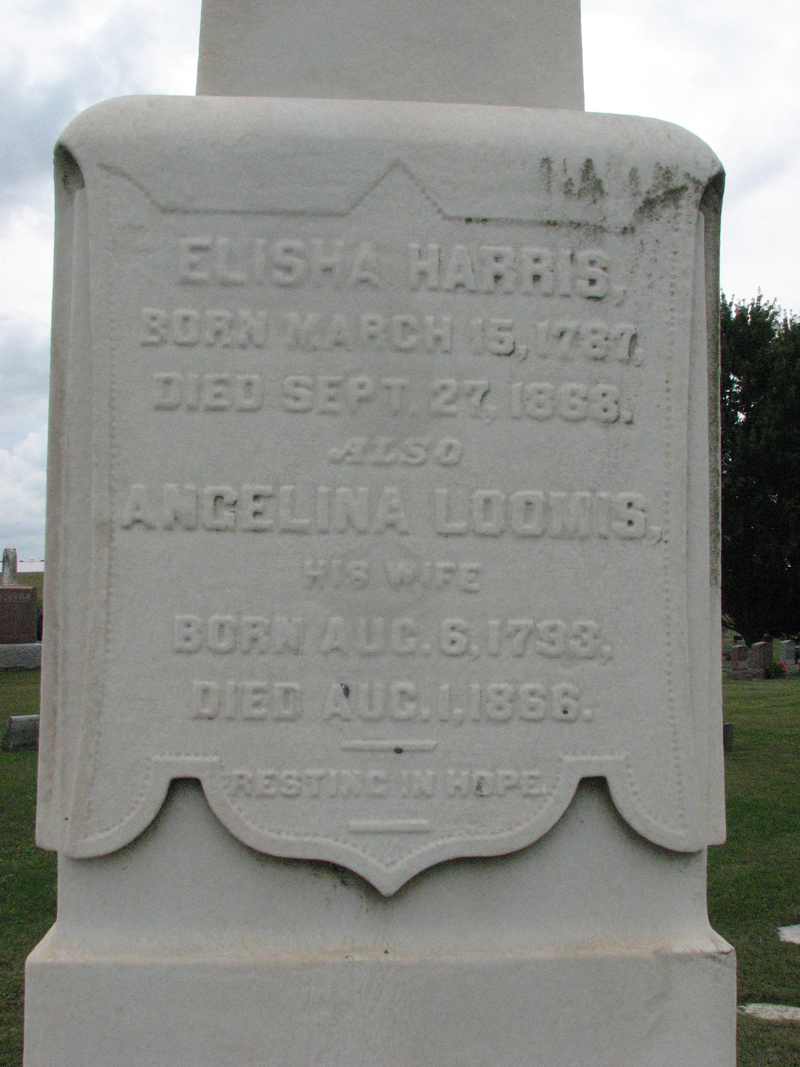 ELISHA HARRIS,
BORN MARCH 15, 1787,
DIED SEPT. 27, 1868.
ALSO
ANGELINA LOOMIS,
HIS WIFE
BORN AUG. 6, 1793,
DIED AUG. 1, 1866.
RESTING IN HOPE.